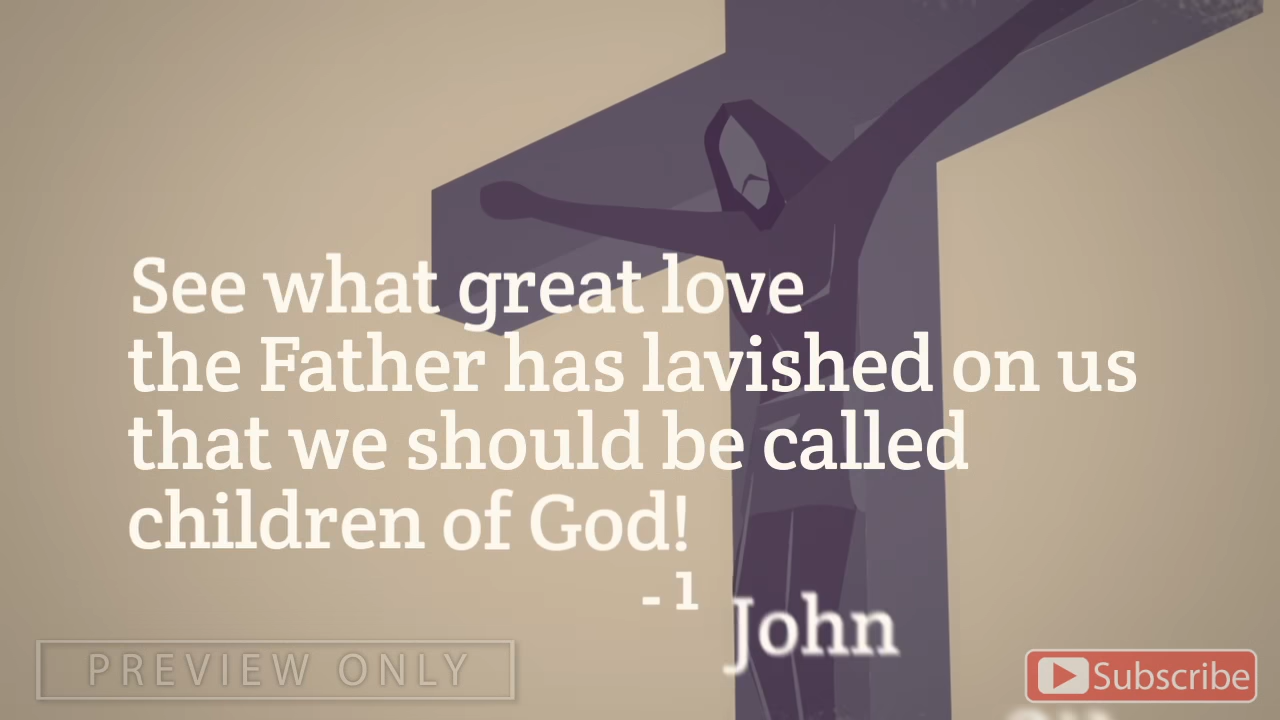 See what great love
the Father has lavished on us
that we should be called
children of God!
- 1 John
PREVIEW ONLY
Subscribe